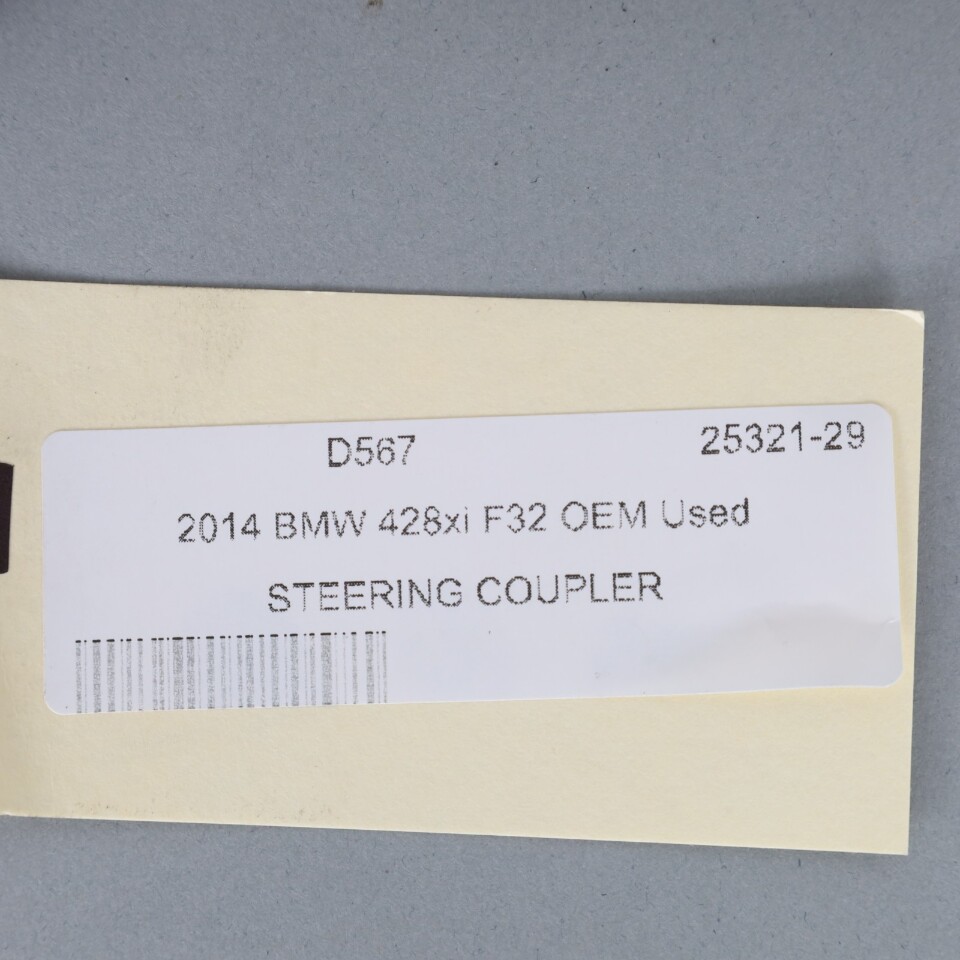 D567 25321-29
2014 BMW 428xi F32 OEM Used
STEERING COUPLER